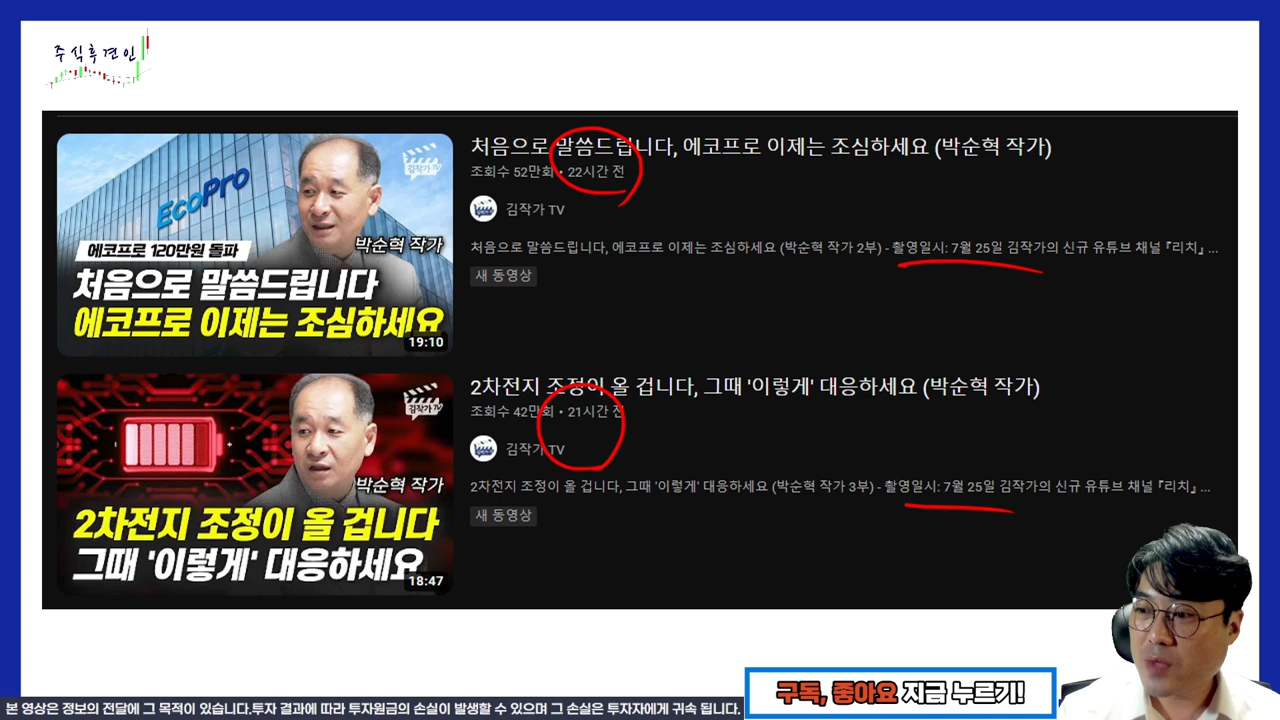 주식후견인
EcoPro
김작가 TV
박순혁 작가
에코프로 120만원 돌파
처음으로 말씀드립니다
에코프로 이제는 조심하세요
19:10
처음으로 말씀드립니다, 에코프로 이제는 조심하세요 (박순혁 작가)
조회수 52만회 • 22시간 전
김작가 TV
처음으로 말씀드립니다, 에코프로 이제는 조심하세요 (박순혁 작가 2부) - 촬영일시: 7월 25일 김작가의 신규 유튜브 채널 『리치』 ...
새 동영상
김작가 TV
박순혁 작가
2차전지 조정이 올 겁니다
그때 '이렇게' 대응하세요
18:47
2차전지 조정이 올 겁니다, 그때 '이렇게' 대응하세요 (박순혁 작가)
조회수 42만회 • 21시간 전
김작가 TV
2차전지 조정이 올 겁니다, 그때 '이렇게' 대응하세요 (박순혁 작가 3부) - 촬영일시: 7월 25일 김작가의 신규 유튜브 채널 『리치』 ...
새 동영상
구독, 좋아요 지금 누르기!
본 영상은 정보의 전달에 그 목적이 있습니다.투자 결과에 따라 투자원금의 손실이 발생할 수 있으며 그 손실은 투자자에게 귀속 됩니다.